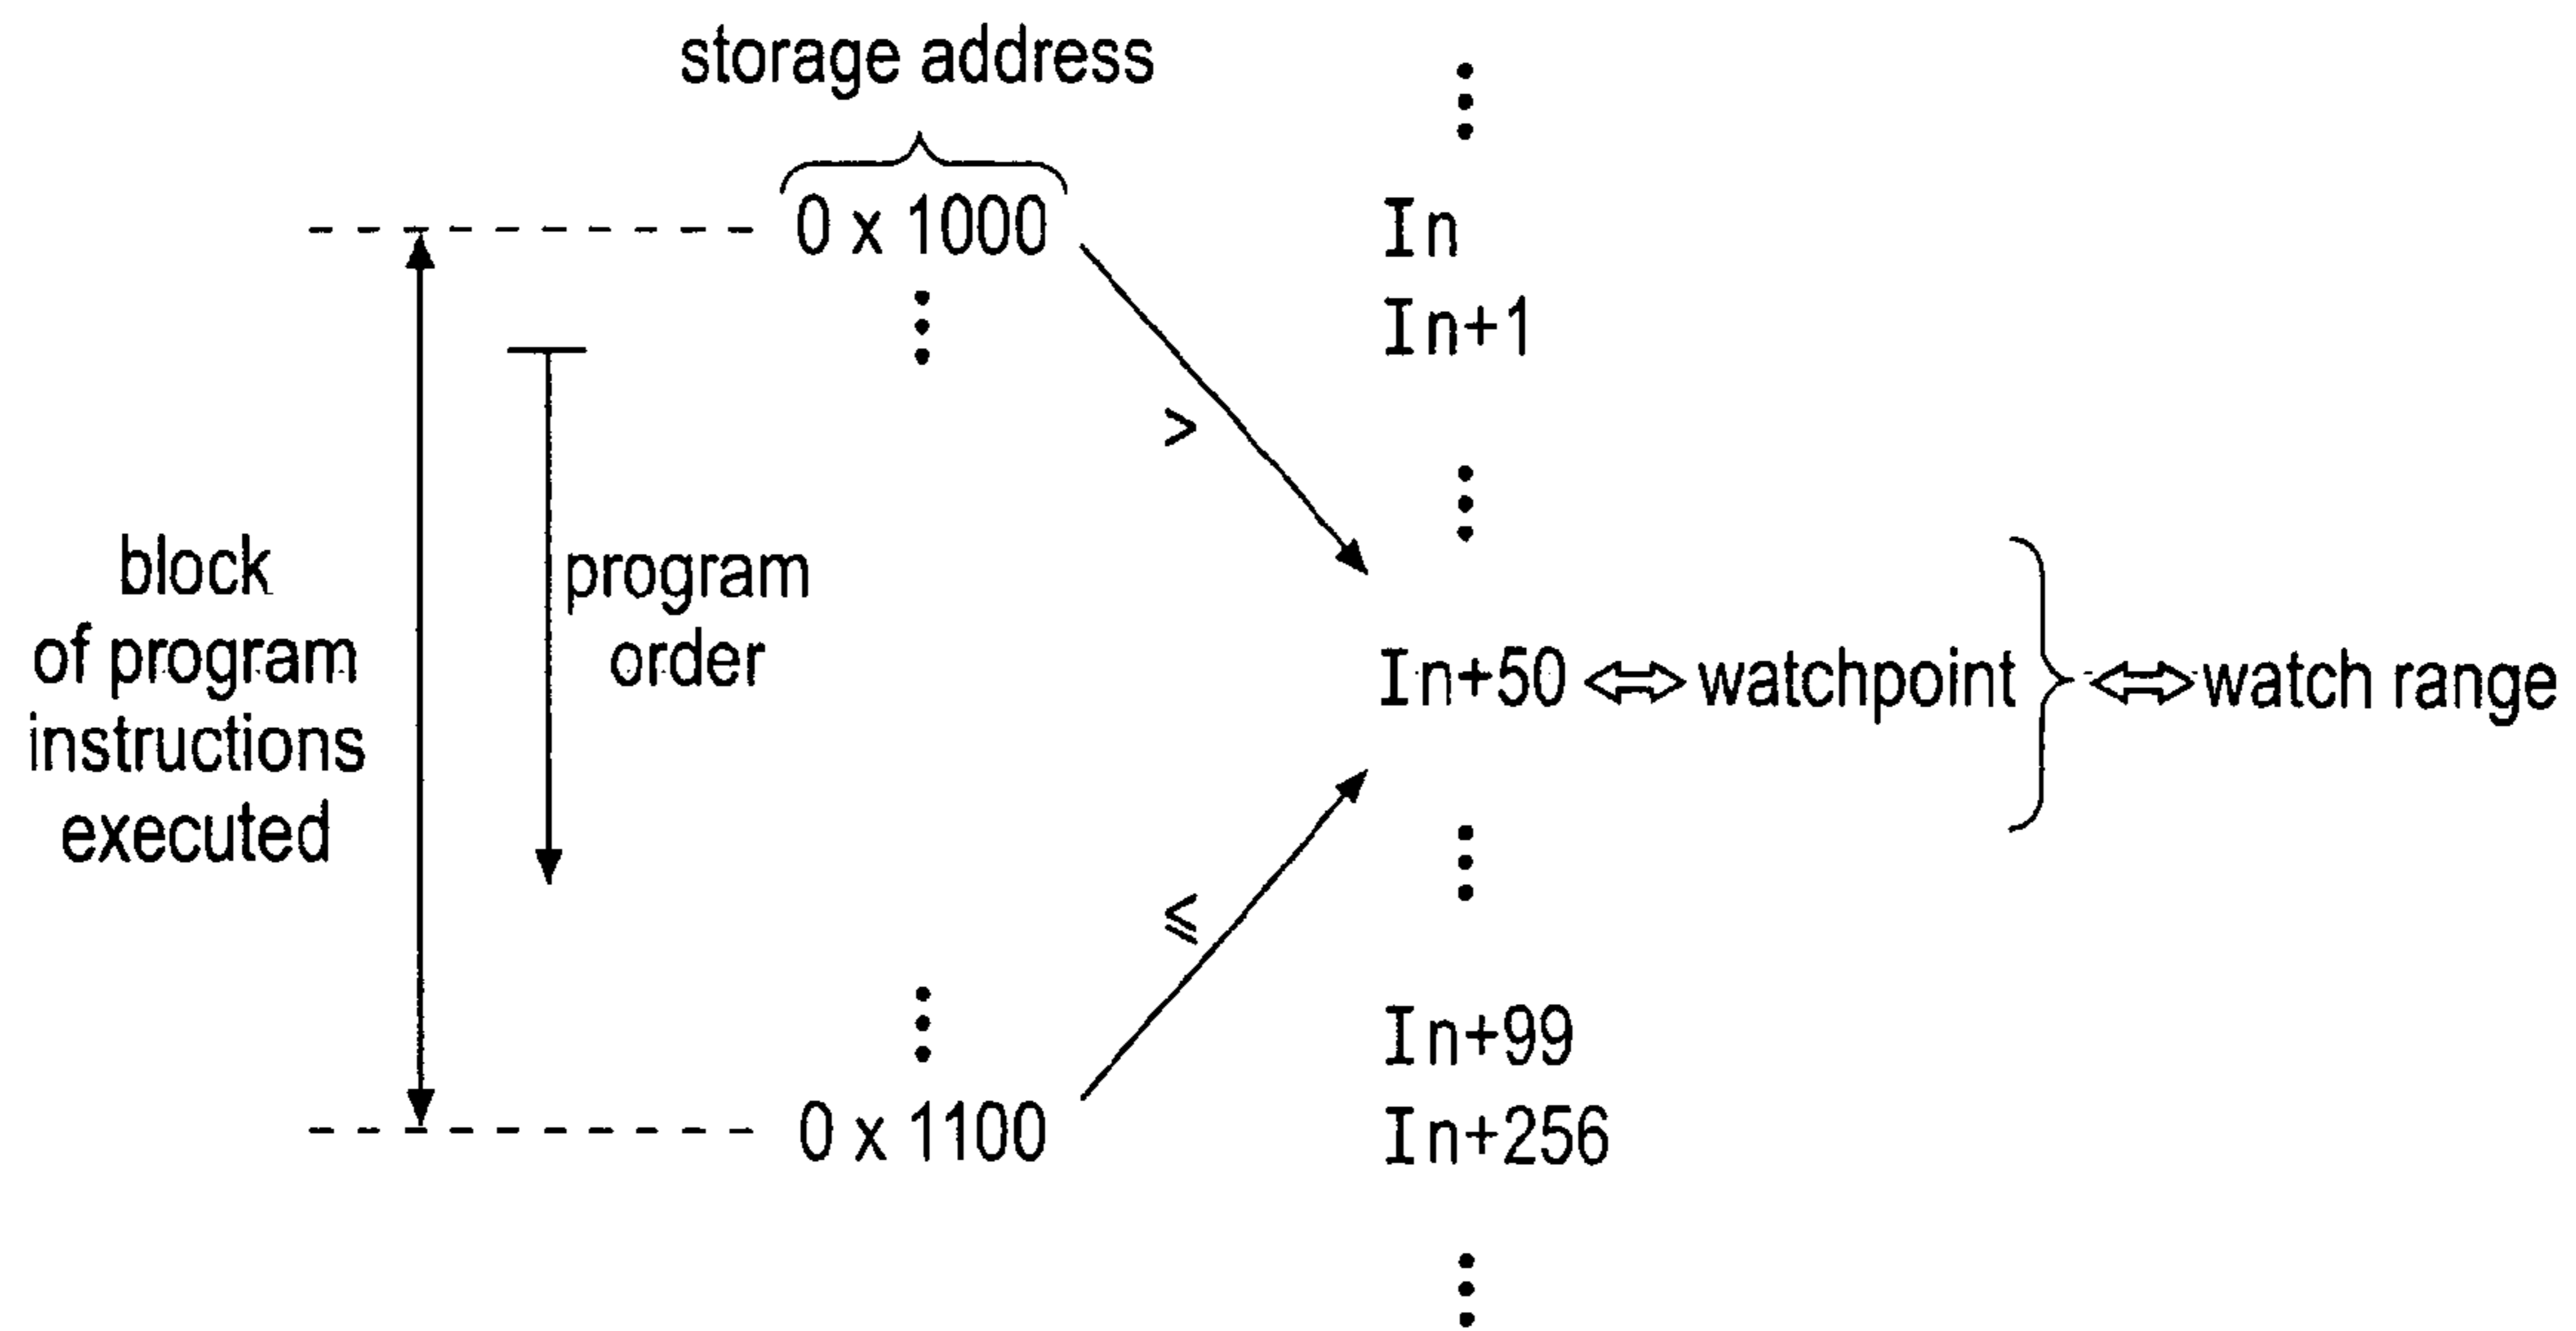 storage address
0 x 1000
In
In+1
>
block
of program
instructions
executed
program
order
In+50 ⇔ watchpoint ⇔ watch range
≤
In+99
0 x 1100
In+256